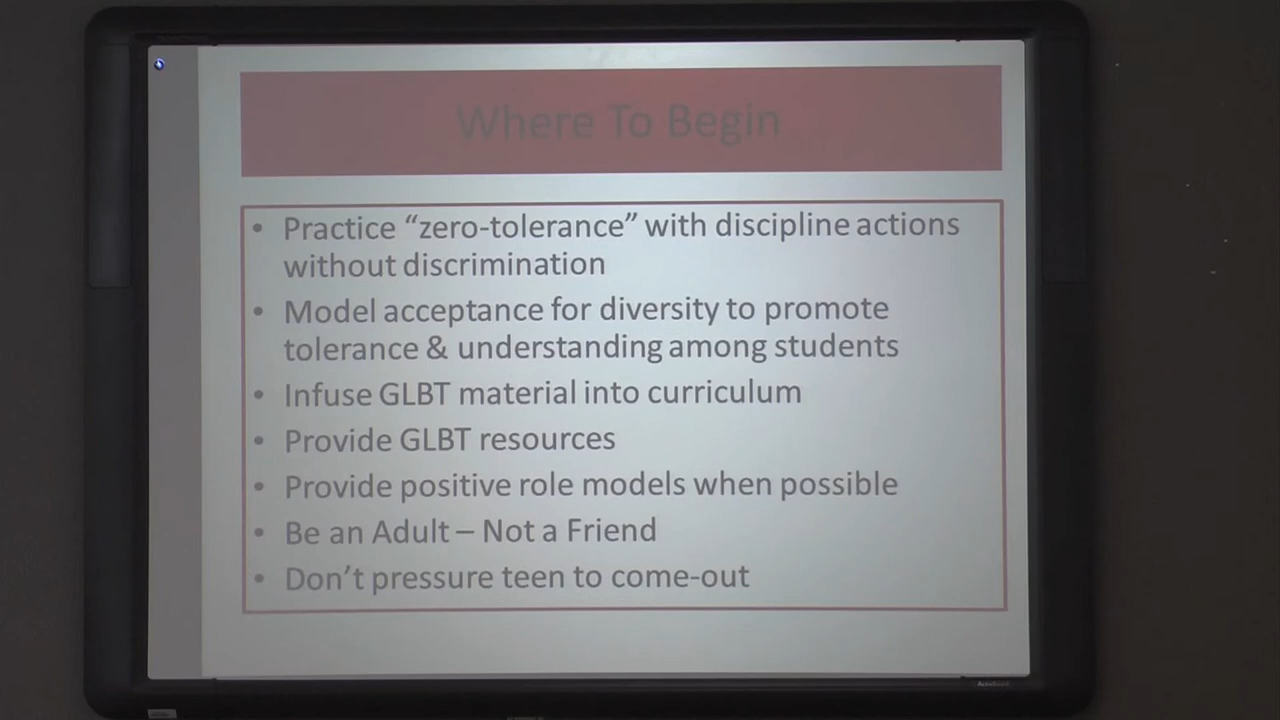 Where To Begin
• Practice “zero-tolerance” with discipline actions
without discrimination
• Model acceptance for diversity to promote
tolerance & understanding among students
• Infuse GLBT material into curriculum
• Provide GLBT resources
• Provide positive role models when possible
• Be an Adult – Not a Friend
• Don’t pressure teen to come-out